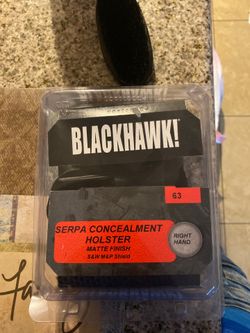 BLACKHAWK!
63
SERPA CONCEALMENT
HOLSTER
MATTE FINISH
S&W M&P Shield
RIGHT
HAND